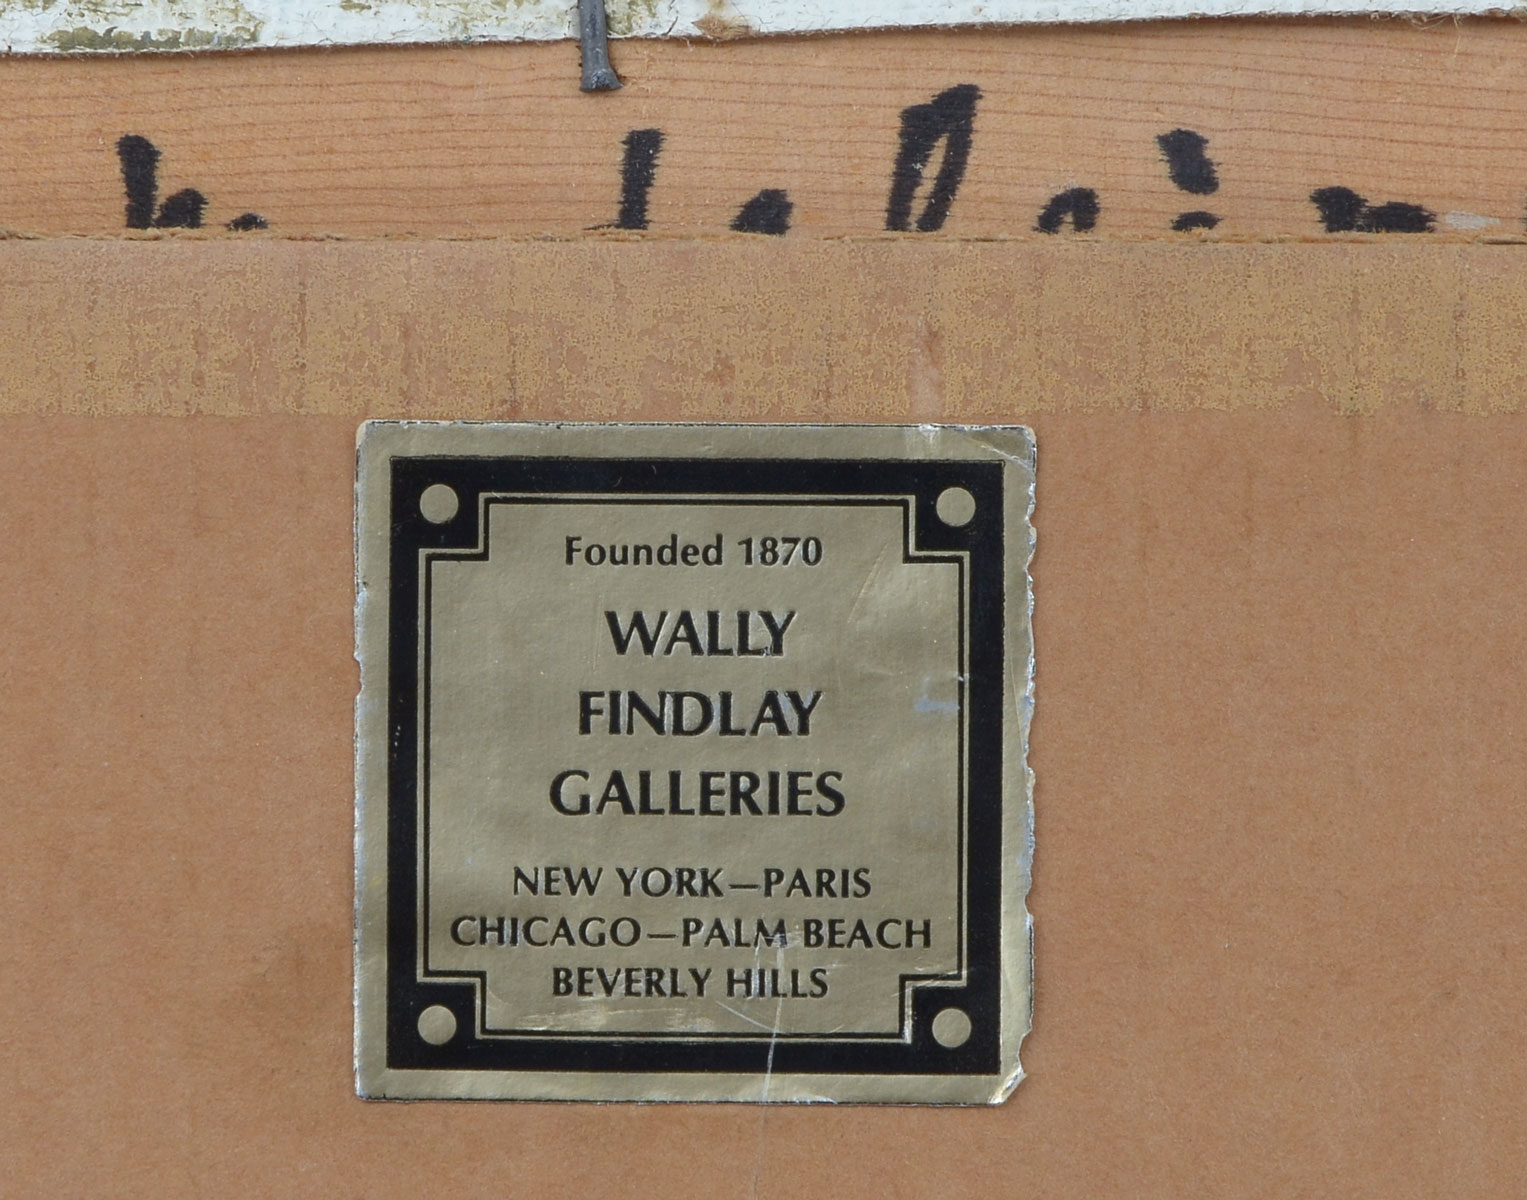 Founded 1870
WALLY
FINDLAY
GALLERIES
NEW YORK—PARIS
CHICAGO—PALM BEACH
BEVERLY HILLS